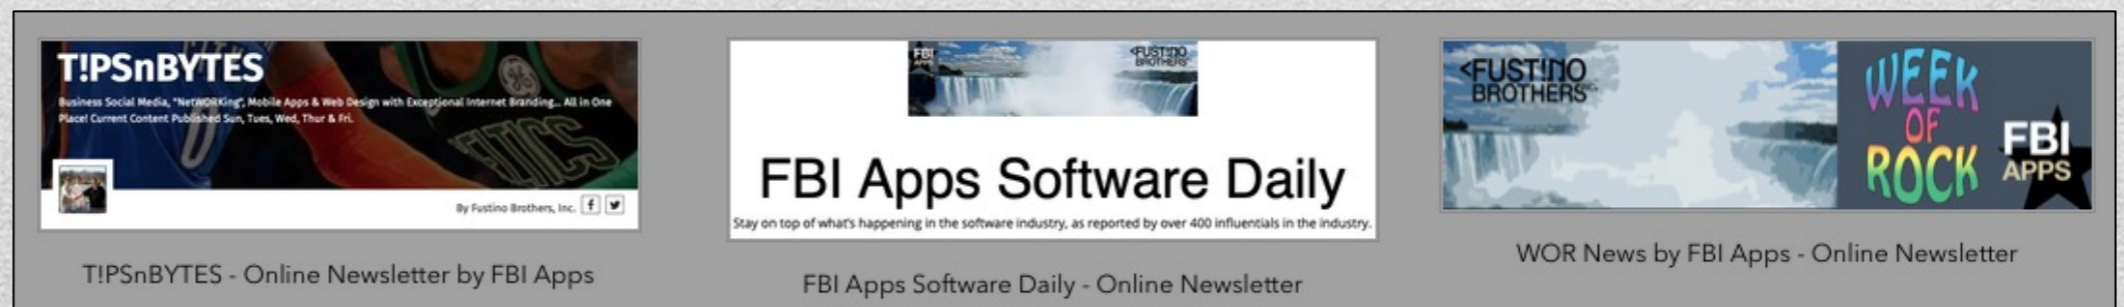 T!PSnBYTES
Business Social Media, "NetWORKing", Mobile Apps & Web Design with Exceptional Internet Branding... All in One
Place! Current Content Published Sun, Tues, Wed, Thur & Fri.
CITY
0
CELTICS
By Fustino Brothers, Inc.
T!PSnBYTES - Online Newsletter by FBI Apps
FBI
APPS
<FUST!NO
BROTHERS
FBI Apps Software Daily
Stay on top of what's happening in the software industry, as reported by over 400 influentials in the industry.
FBI Apps Software Daily - Online Newsletter
<FUST!NO
BROTHERS
WEEK
OF
ROCK
FBI
APPS
WOR News by FBI Apps - Online Newsletter